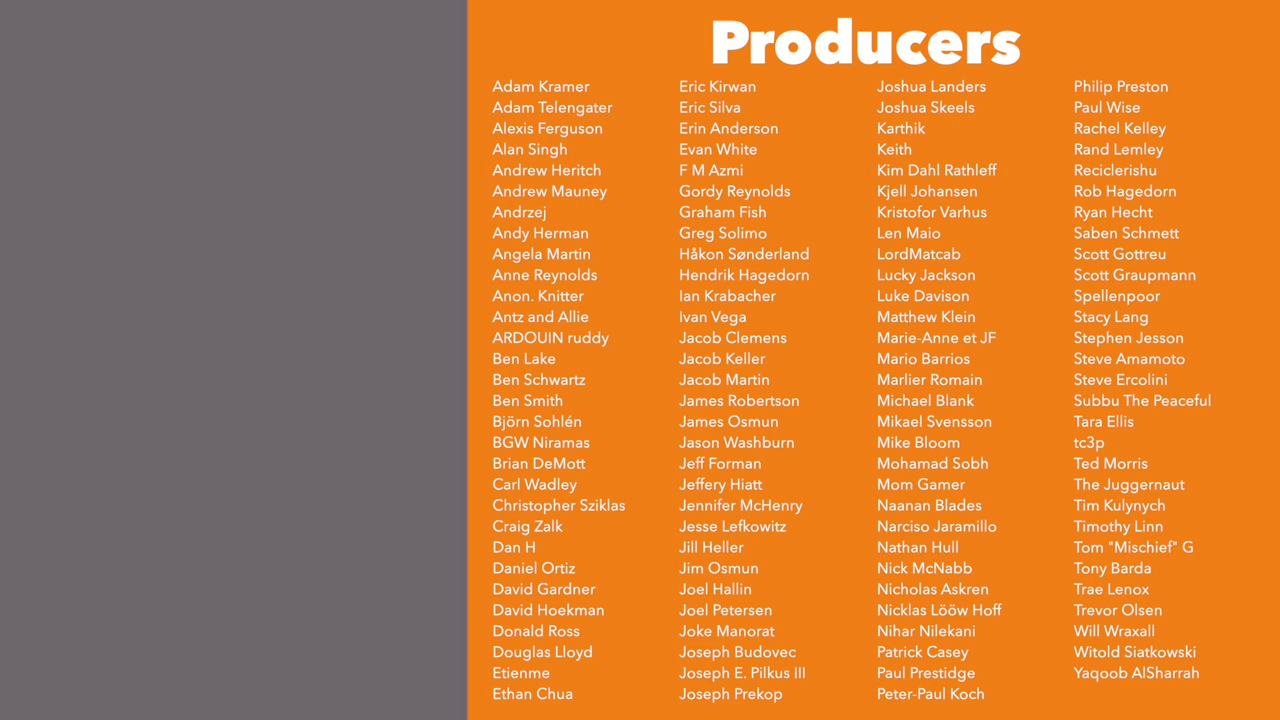 Producers
Adam Kramer
Adam Telengater
Alexis Ferguson
Alan Singh
Andrew Heritch
Andrew Mauney
Andrzej
Andy Herman
Angela Martin
Anne Reynolds
Anon. Knitter
Antz and Allie
ARDOUIN ruddy
Ben Lake
Ben Schwartz
Ben Smith
Björn Sohlén
BGW Niramas
Brian DeMott
Carl Wadley
Christopher Sziklas
Craig Zalk
Dan H
Daniel Ortiz
David Gardner
David Hoekman
Donald Ross
Douglas Lloyd
Etienme
Ethan Chua
Eric Kirwan
Eric Silva
Erin Anderson
Evan White
F M Azmi
Gordy Reynolds
Graham Fish
Greg Solimo
Håkon Sønderland
Hendrik Hagedorn
Ian Krabacher
Ivan Vega
Jacob Clemens
Jacob Keller
Jacob Martin
James Robertson
James Osmun
Jason Washburn
Jeff Forman
Jeffery Hiatt
Jennifer McHenry
Jesse Lefkowitz
Jill Heller
Jim Osmun
Joel Hallin
Joel Petersen
Joke Manorat
Joseph Budovec
Joseph E. Pilkus III
Joseph Prekop
Joshua Landers
Joshua Skeels
Karthik
Keith
Kim Dahl Rathleff
Kjell Johansen
Kristofor Varhus
Len Maio
LordMatcab
Lucky Jackson
Luke Davison
Matthew Klein
Marie-Anne et JF
Mario Barrios
Marlier Romain
Michael Blank
Mikael Svensson
Mike Bloom
Mohamad Sobh
Mom Gamer
Naanan Blades
Narciso Jaramillo
Nathan Hull
Nick McNabb
Nicholas Askren
Nicklas Lööw Hoff
Nihar Nilekani
Patrick Casey
Paul Prestidge
Peter-Paul Koch
Philip Preston
Paul Wise
Rachel Kelley
Rand Lemley
Reciclerishu
Rob Hagedorn
Ryan Hecht
Saben Schmett
Scott Gottreu
Scott Graupmann
Spellenpoor
Stacy Lang
Stephen Jesson
Steve Amamoto
Steve Ercolini
Subbu The Peaceful
Tara Ellis
tc3p
Ted Morris
The Juggernaut
Tim Kulynych
Timothy Linn
Tom "Mischief" G
Tony Barda
Trae Lenox
Trevor Olsen
Will Wraxall
Witold Siatkowski
Yaqoob AlSharrah